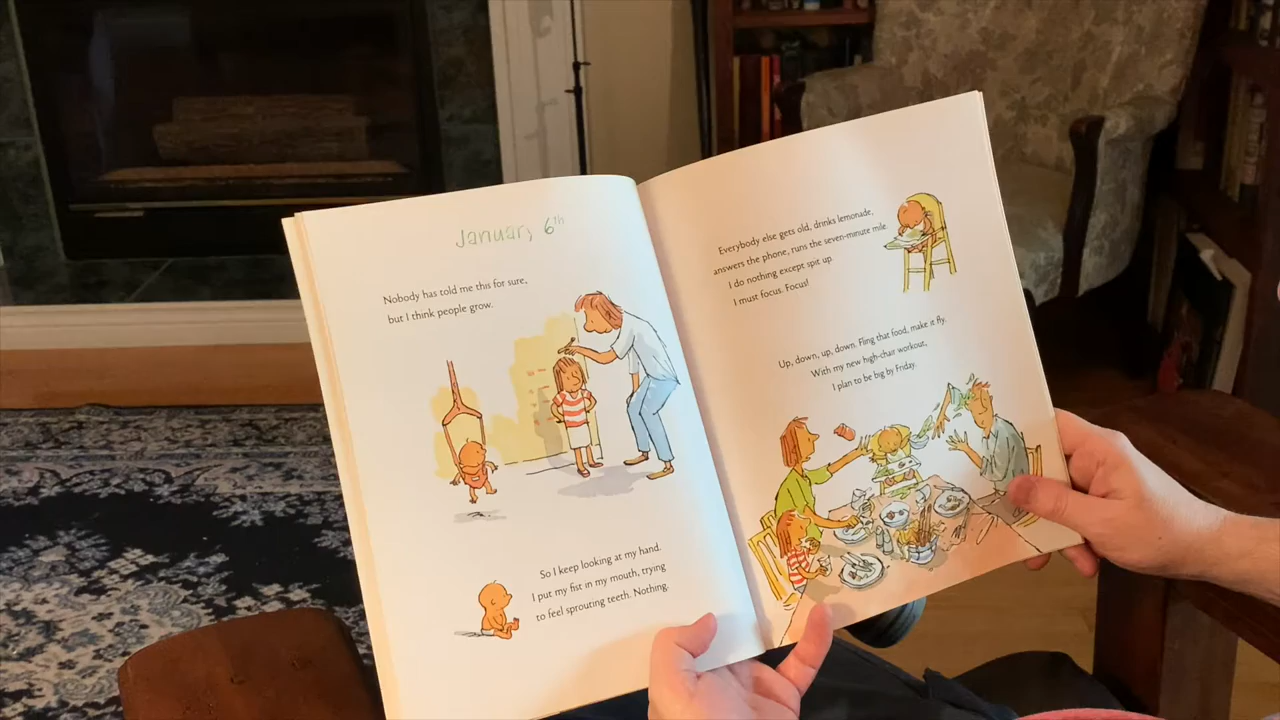 January 6th
Nobody has told me this for sure,
but I think people grow.
So I keep looking at my hand.
I put my fist in my mouth, trying
to feel sprouting teeth. Nothing.
Everybody else gets old, drinks lemonade,
answers the phone, runs the seven-minute mile.
I do nothing except spit up.
I must focus. Focus!
Up, down, up, down. Fling that food, make it fly.
With my new high-chair workout,
I plan to be big by Friday.